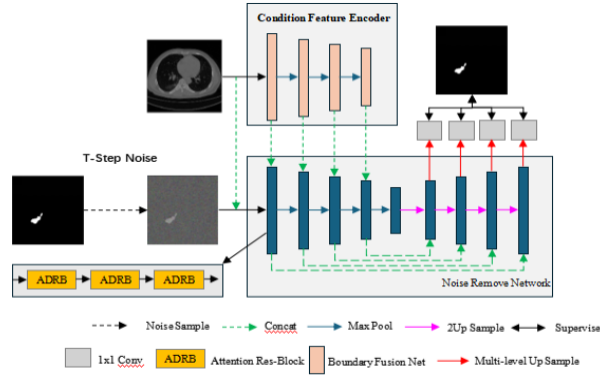 Condition Feature Encoder
T-Step Noise
ADRB ADRB ADRB
Noise Remove Network
Noise Sample Concat Max Pool 2Up Sample Supervise
1x1 Conv ADRB Attention Res-Block Boundary Fusion Net Multi-level Up Sample